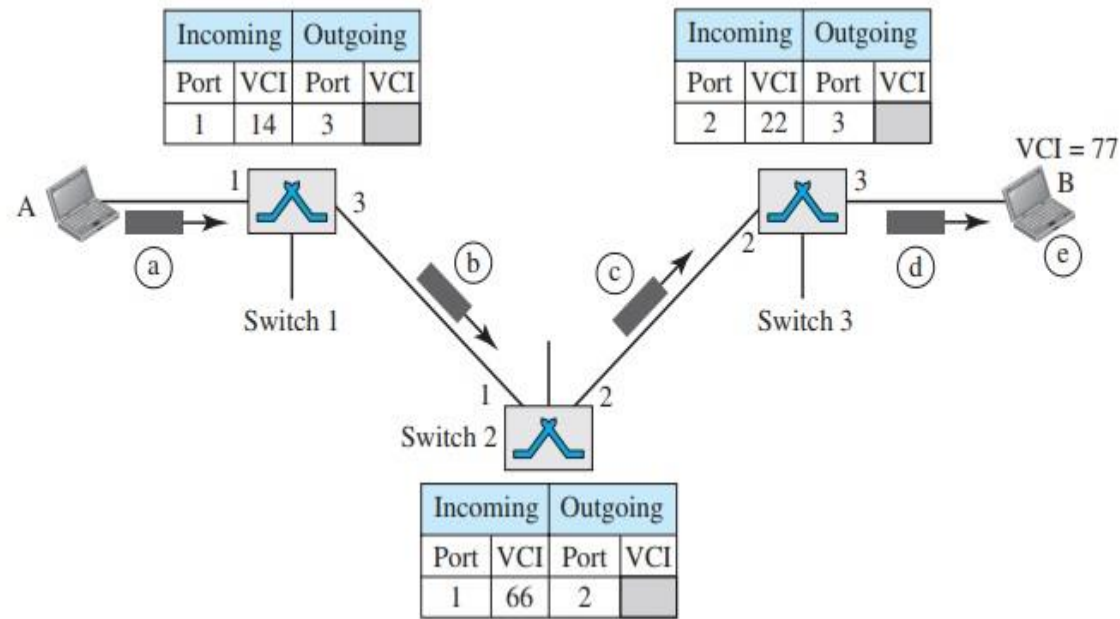 Incoming Outgoing
Port VCI Port VCI
1 14 3
Incoming Outgoing
Port VCI Port VCI
2 22 3
VCI = 77
A
1
3
3
B
2
a
b
c
d
e
Switch 1
Switch 3
1
2
Switch 2
Incoming Outgoing
Port VCI Port VCI
1 66 2